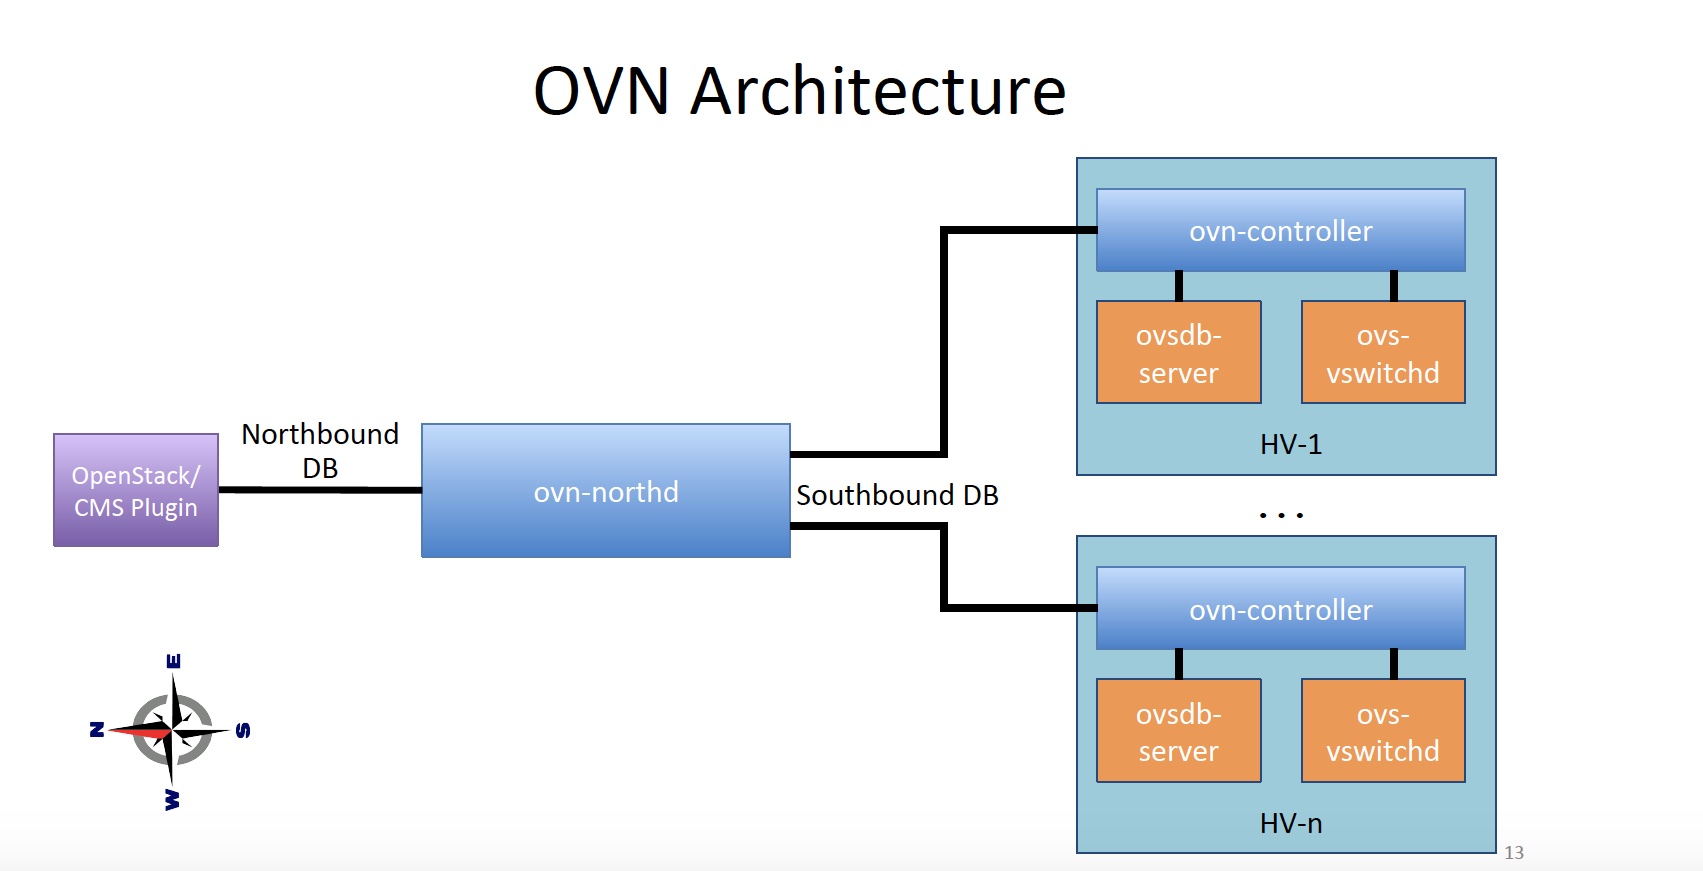 OVN Architecture
ovn-controller
ovsdb-
server
ovs-
vswitchd
HV-1
Northbound
DB
OpenStack/
CMS Plugin
ovn-northd
Southbound DB
...
ovn-controller
ovsdb-
server
ovs-
vswitchd
HV-n
E
N
S
W
13